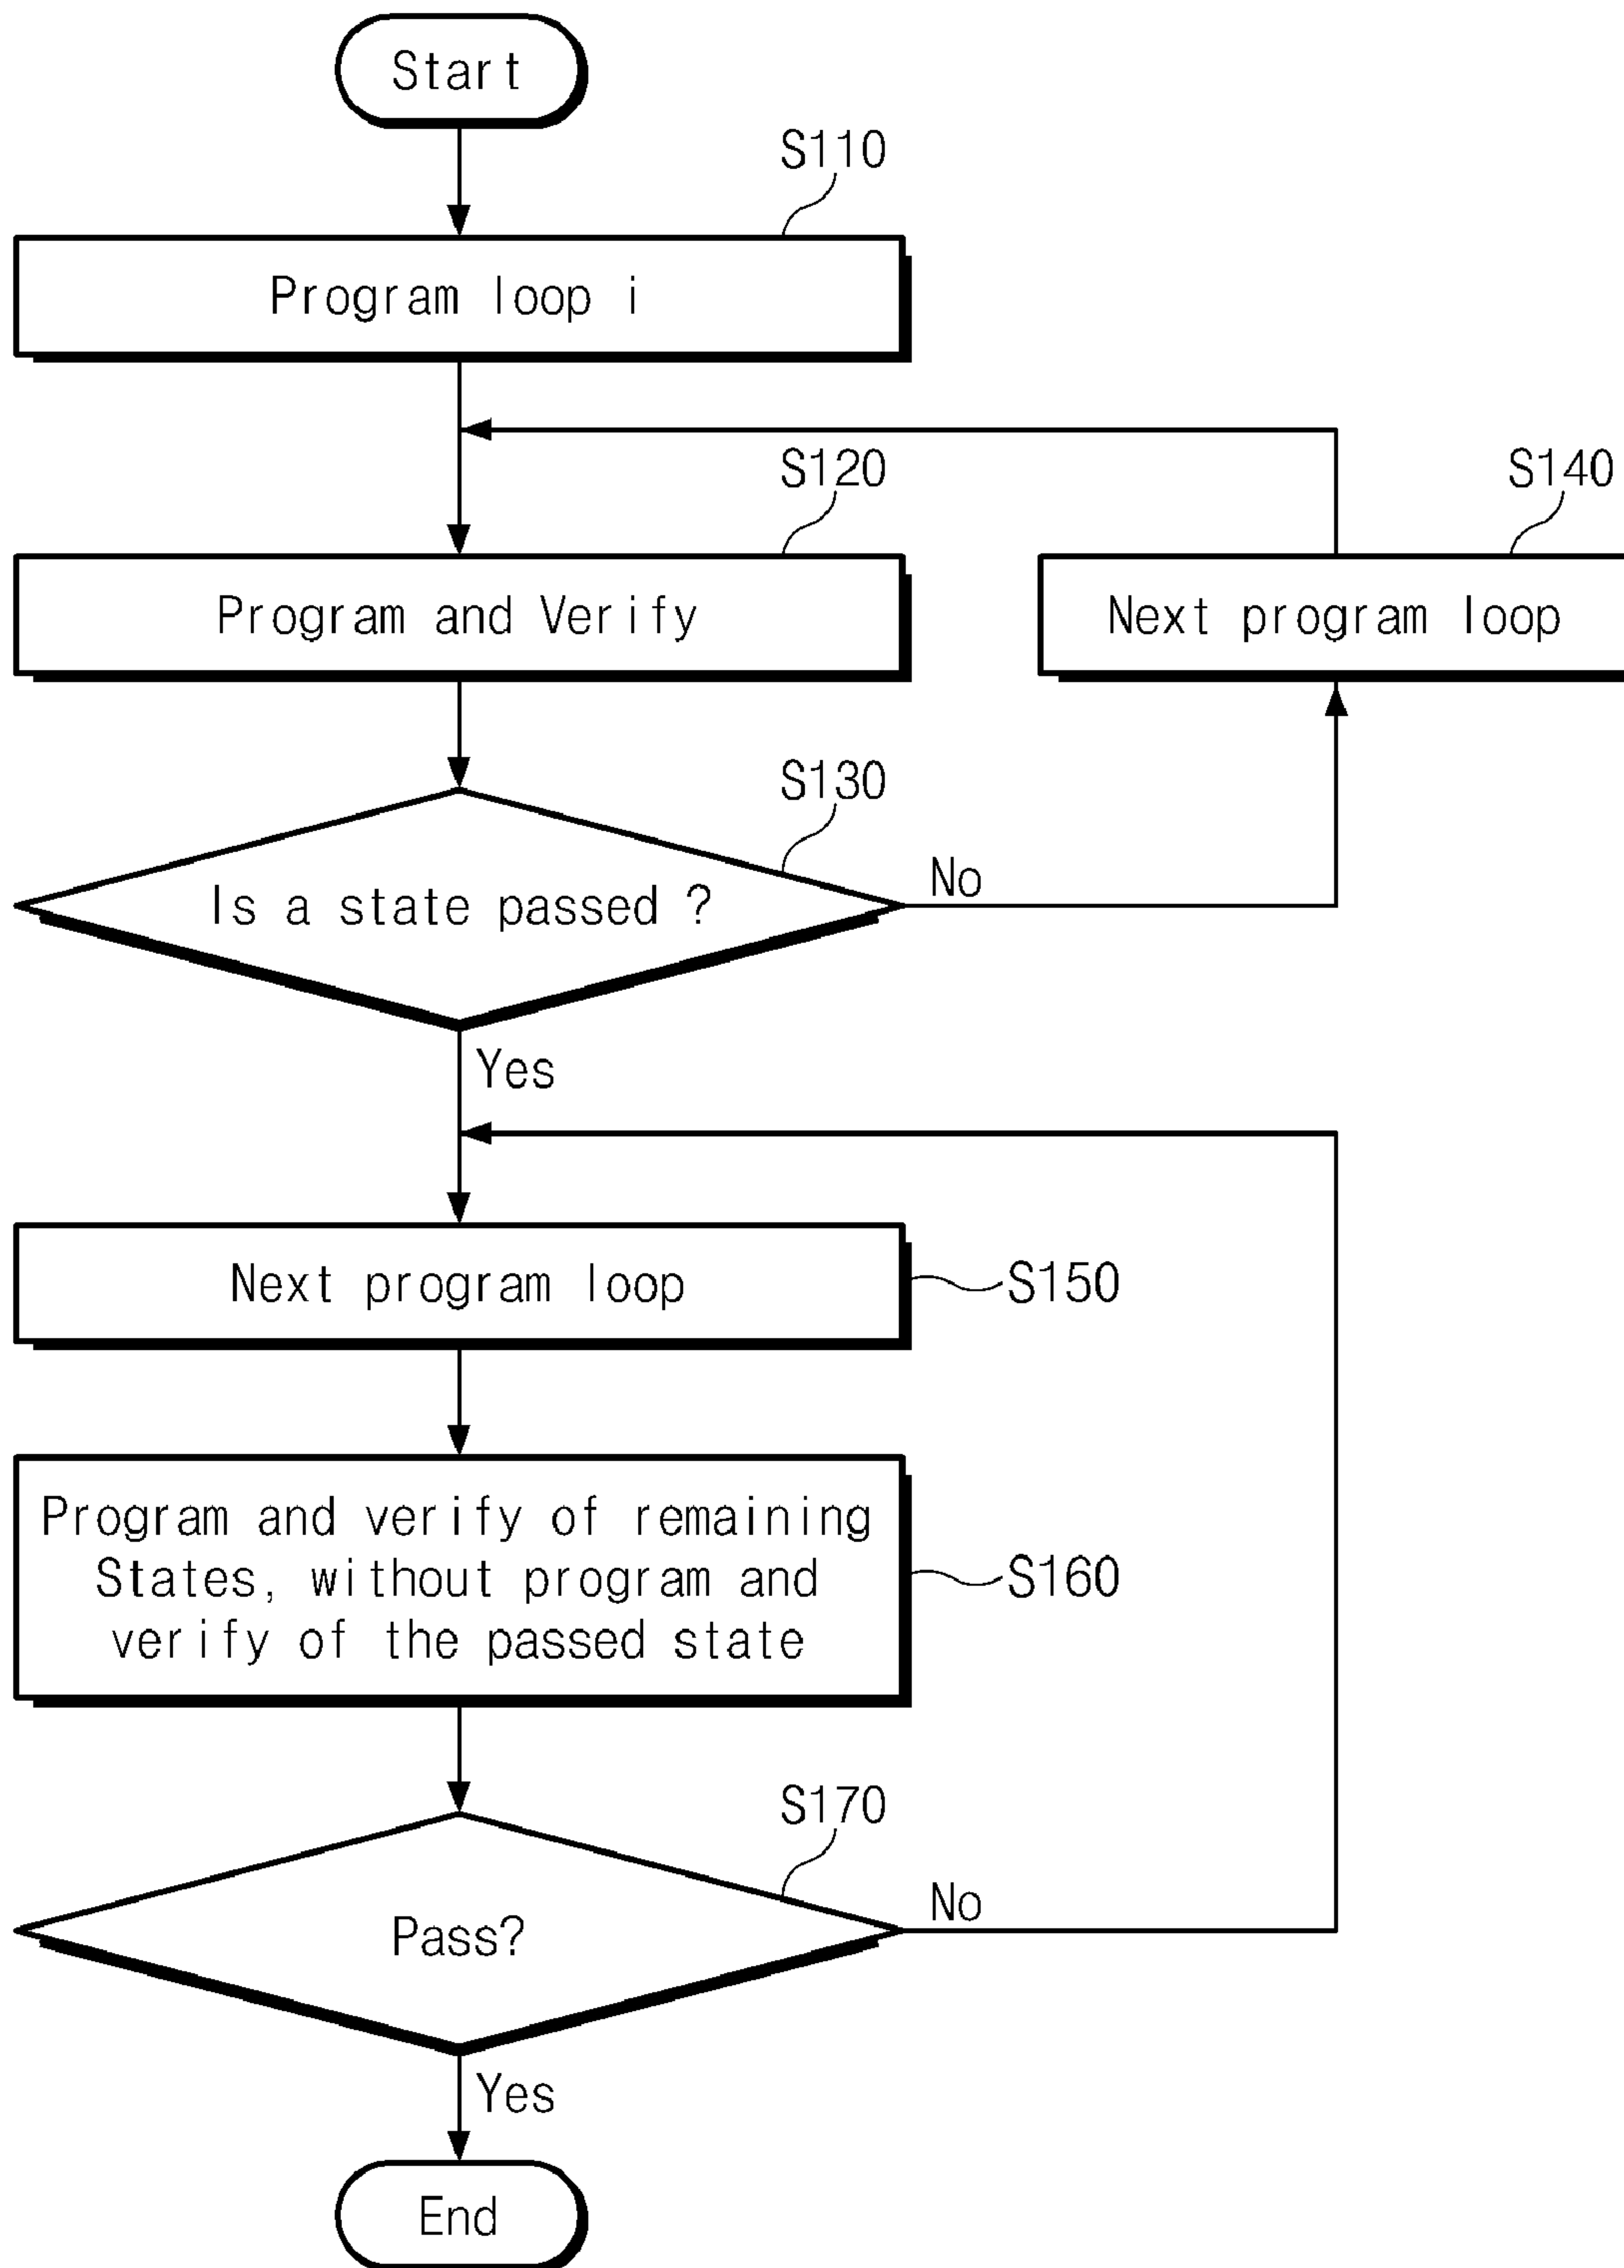 Start
S110
Program loop i
S120
S140
Program and Verify
Next program loop
S130
Is a state passed ?
No
Yes
Next program loop
S150
Program and verify of remaining
States, without program and
verify of the passed state
S160
S170
Pass?
No
Yes
End